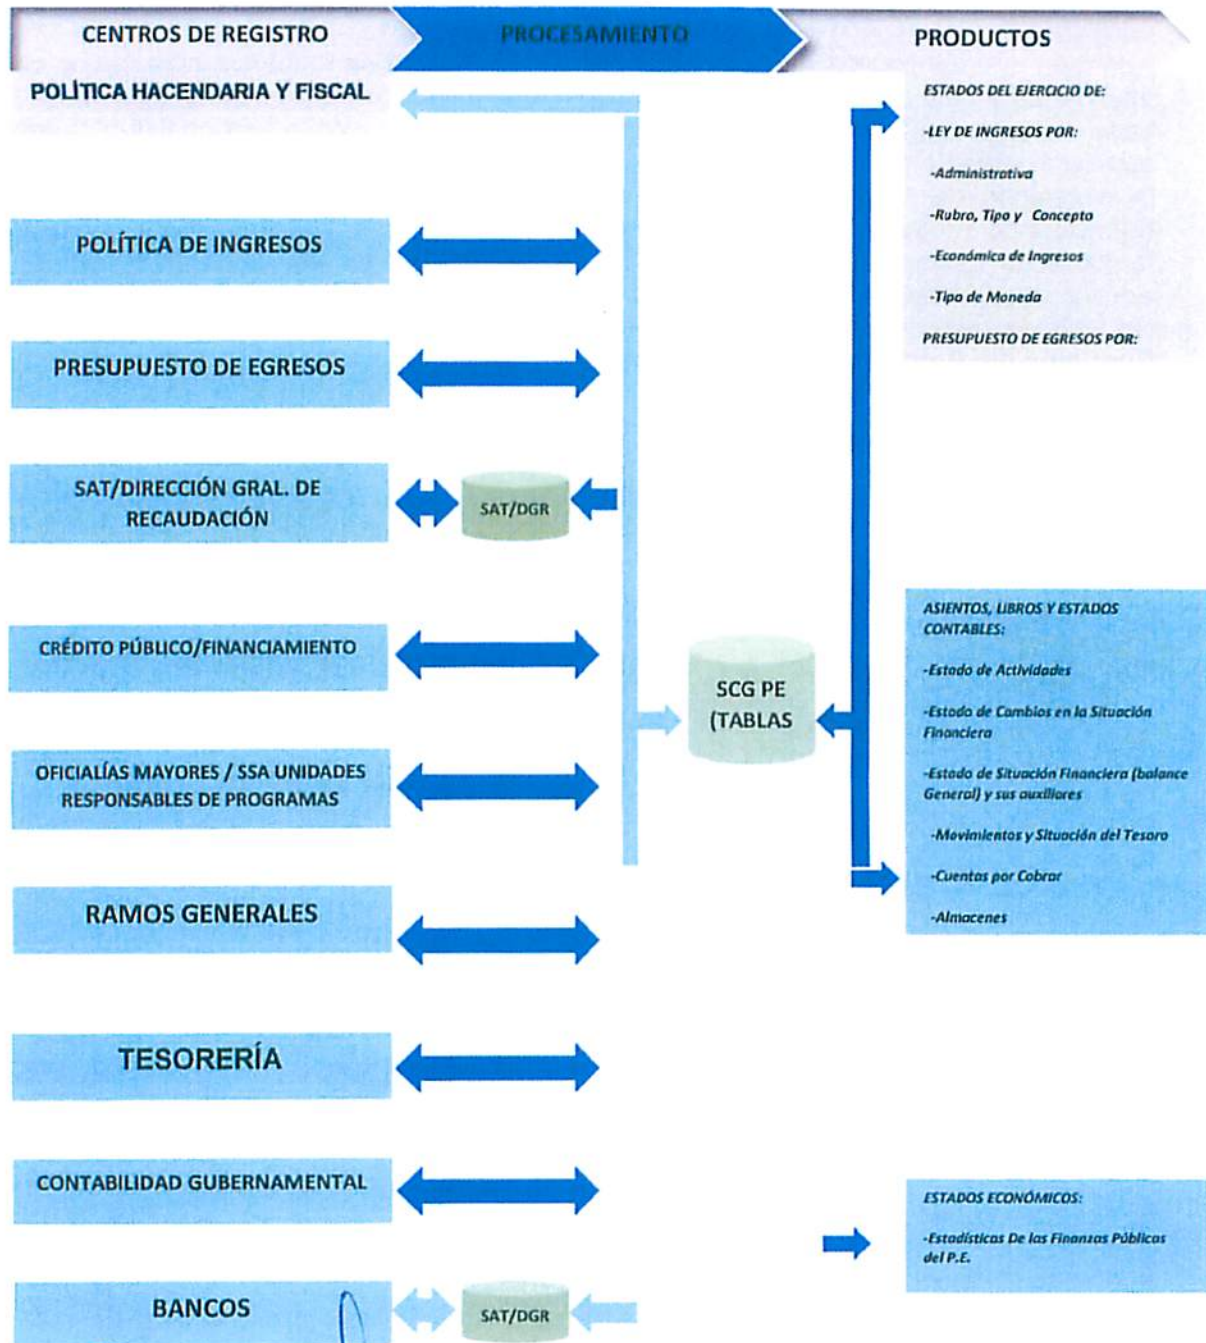 CENTROS DE REGISTRO
PROCESAMIENTO
PRODUCTOS
POLÍTICA HACENDARIA Y FISCAL
POLÍTICA DE INGRESOS
PRESUPUESTO DE EGRESOS
SAT/DIRECCIÓN GRAL. DE
RECAUDACIÓN
SAT/DGR
CRÉDITO PÚBLICO/FINANCIAMIENTO
OFICIALÍAS MAYORES / SSA UNIDADES
RESPONSABLES DE PROGRAMAS
RAMOS GENERALES
TESORERÍA
CONTABILIDAD GUBERNAMENTAL
BANCOS
SAT/DGR
SCG PE
(TABLAS
ESTADOS DEL EJERCICIO DE:
-LEY DE INGRESOS POR:
-Administrativa
-Rubro, Tipo y Concepto
-Económica de Ingresos
-Tipo de Moneda
PRESUPUESTO DE EGRESOS POR:
ASIENTOS, LIBROS Y ESTADOS
CONTABLES:
-Estado de Actividades
-Estado de Cambios en la Situación
Financiera
-Estado de Situación Financiera (balance
General) y sus auxiliares
-Movimientos y Situación del Tesoro
-Cuentas por Cobrar
-Almacenes
ESTADOS ECONÓMICOS:
-Estadísticas De las Finanzas Públicas
del P.E.